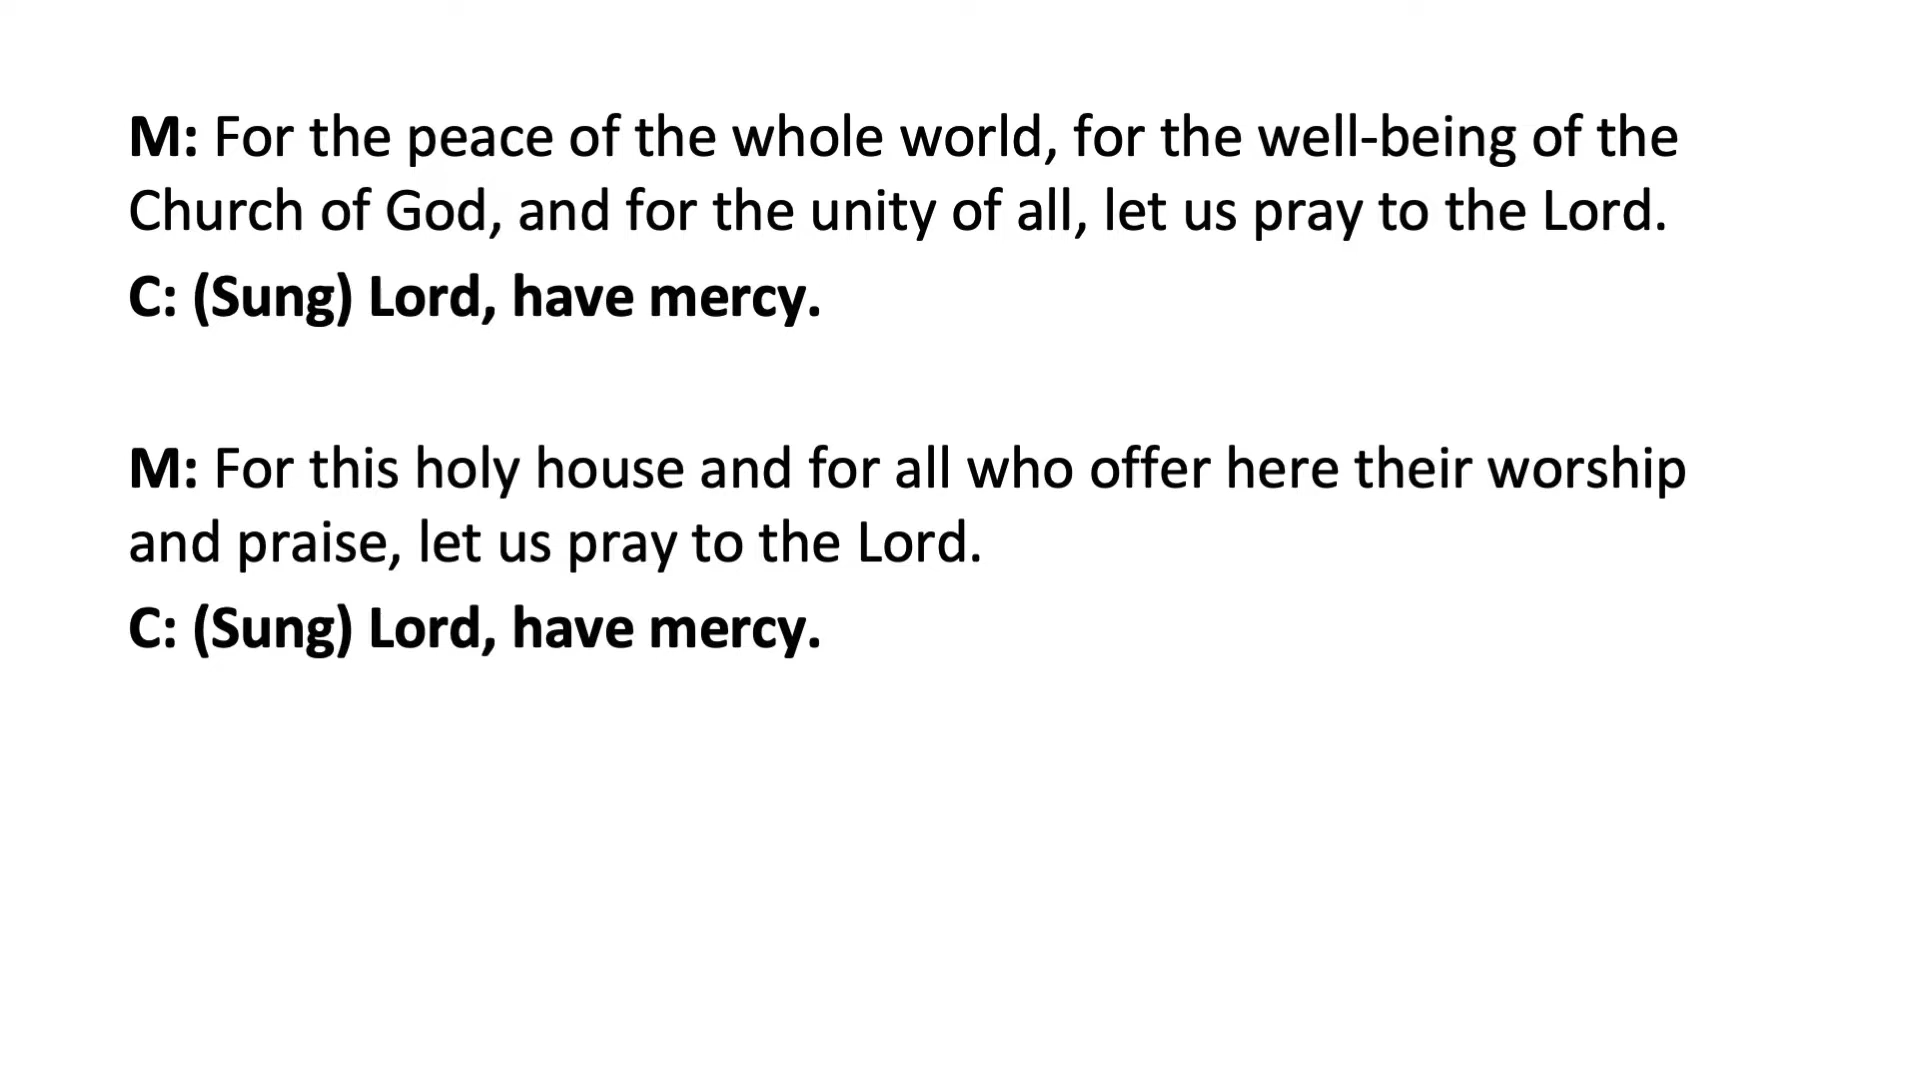 M: For the peace of the whole world, for the well-being of the
Church of God, and for the unity of all, let us pray to the Lord.
C: (Sung) Lord, have mercy.
M: For this holy house and for all who offer here their worship
and praise, let us pray to the Lord.
C: (Sung) Lord, have mercy.